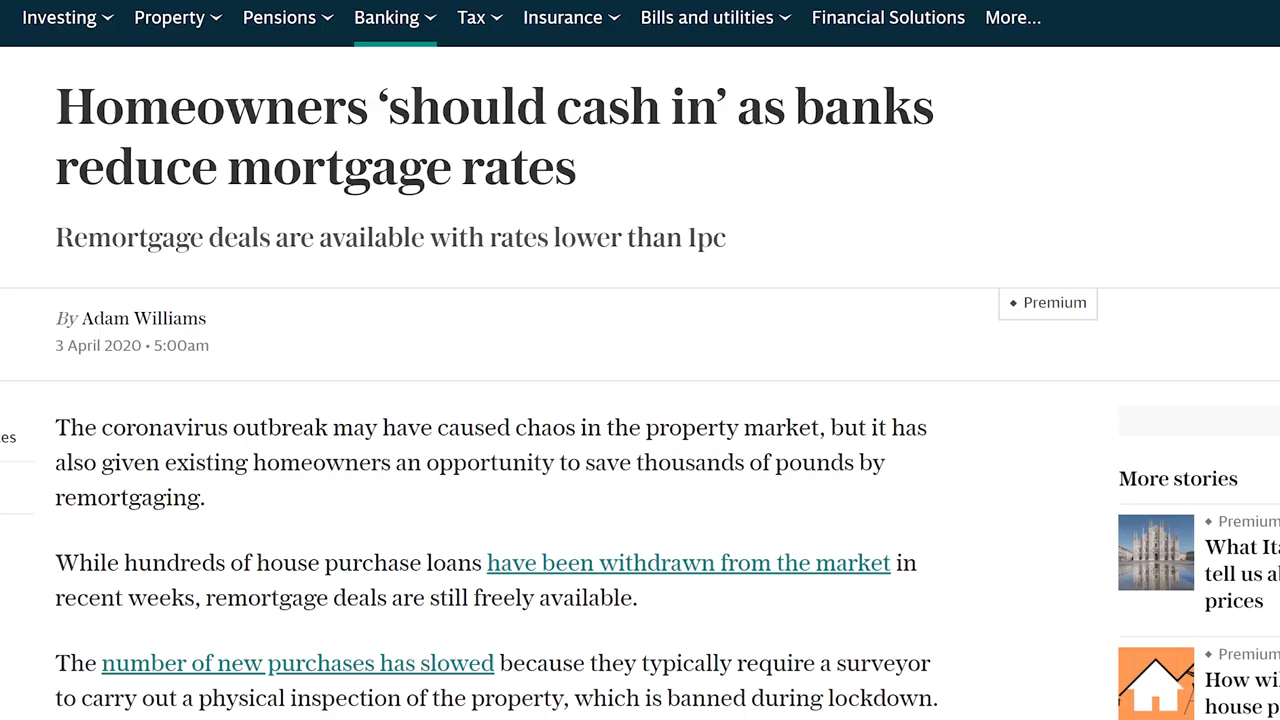 Investing Property Pensions Banking Tax Insurance Bills and utilities Financial Solutions More...
Homeowners ‘should cash in’ as banks
reduce mortgage rates
Remortgage deals are available with rates lower than 1pc
By Adam Williams
3 April 2020 • 5:00am
Premium
The coronavirus outbreak may have caused chaos in the property market, but it has
also given existing homeowners an opportunity to save thousands of pounds by
remortgaging.
While hundreds of house purchase loans have been withdrawn from the market in
recent weeks, remortgage deals are still freely available.
The number of new purchases has slowed because they typically require a surveyor
to carry out a physical inspection of the property, which is banned during lockdown.
More stories
Premium
What
tell us
prices
Premium
How
house